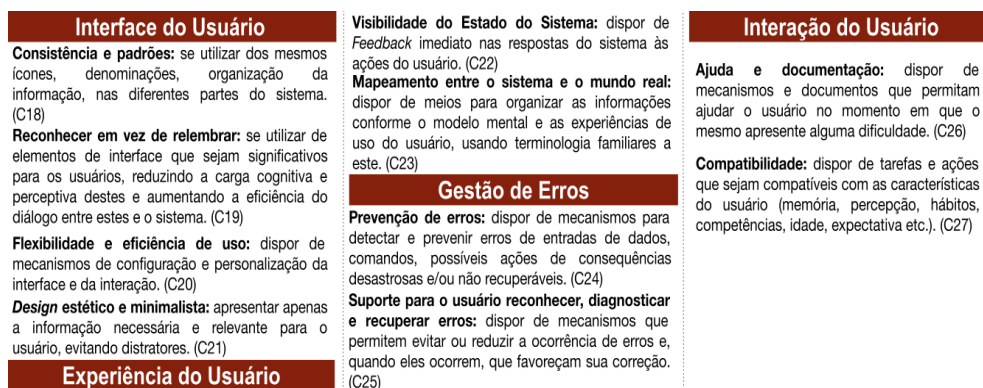 Interface do Usuário
Consistência e padrões: se utilizar dos mesmos
ícones, denominações, organização da
informação, nas diferentes partes do sistema.
(C18)
Reconhecer em vez de relembrar: se utilizar de
elementos de interface que sejam significativos
para os usuários, reduzindo a carga cognitiva e
perceptiva destes e aumentando a eficiência do
diálogo entre estes e o sistema. (C19)
Flexibilidade e eficiência de uso: dispor de
mecanismos de configuração e personalização da
interface e da interação. (C20)
Design estético e minimalista: apresentar apenas
a informação necessária e relevante para o
usuário, evitando distratores. (C21)
Experiência do Usuário
Visibilidade do Estado do Sistema: dispor de
Feedback imediato nas respostas do sistema às
ações do usuário. (C22)
Mapeamento entre o sistema e o mundo real:
dispor de meios para organizar as informações
conforme o modelo mental e as experiências de
uso do usuário, usando terminologia familiares a
este. (C23)
Gestão de Erros
Prevenção de erros: dispor de mecanismos para
detectar e prevenir erros de entradas de dados,
comandos, possíveis ações de consequências
desastrosas e/ou não recuperáveis. (C24)
Suporte para o usuário reconhecer, diagnosticar
e recuperar erros: dispor de mecanismos que
permitem evitar ou reduzir a ocorrência de erros e,
quando eles ocorrem, que favoreçam sua correção.
(C25)
Interação do Usuário
Ajuda e documentação: dispor de
mecanismos e documentos que permitam
ajudar o usuário no momento em que o
mesmo apresente alguma dificuldade. (C26)
Compatibilidade: dispor de tarefas e ações
que sejam compatíveis com as características
do usuário (memória, percepção, hábitos,
competências, idade, expectativa etc.). (C27)